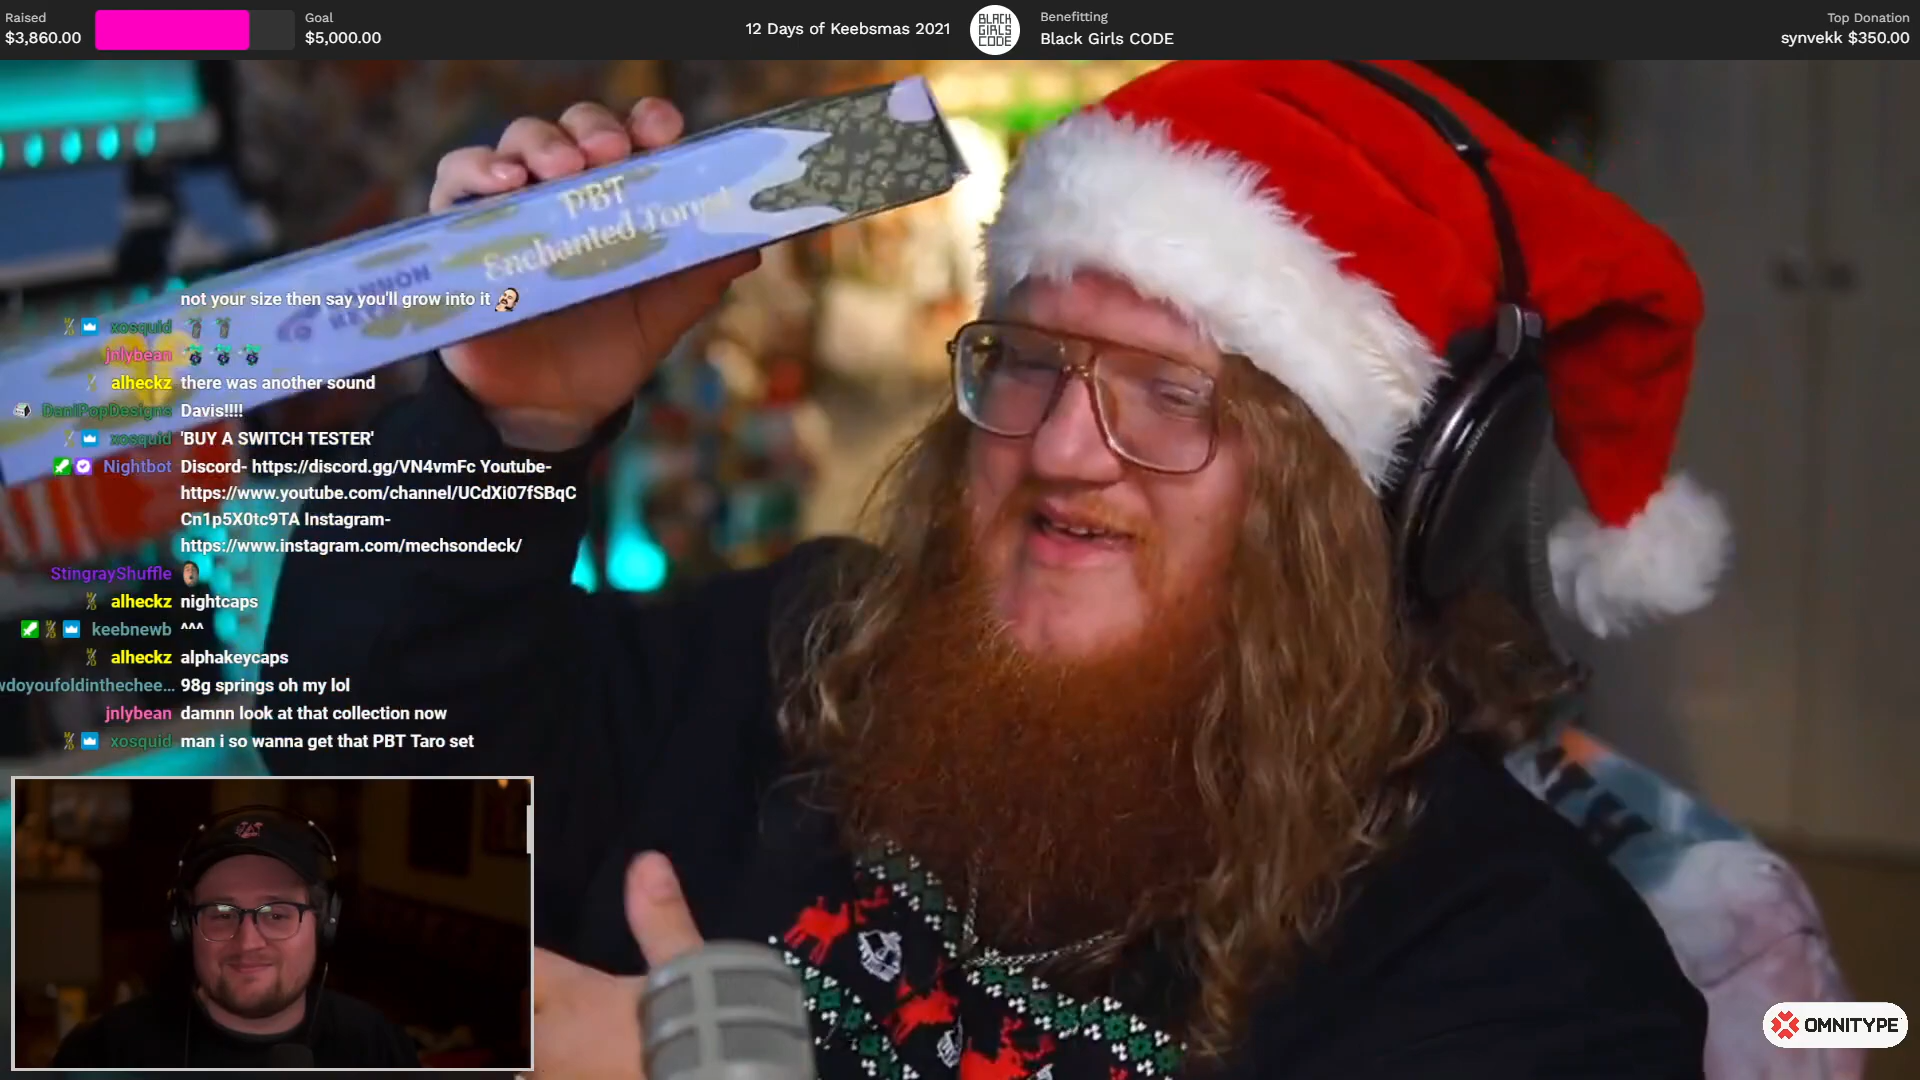 Raised
$3,860.00
Goal
$5,000.00
12 Days of Keebsmas 2021
BLACK
GIRLS
CODE
Benefitting
Black Girls CODE
Top Donation
synvekk $350.00
PBT
Enchanted Forest
CANNON
KEYS
not your size then say you'll grow into it
xosquid
jnlybean
alheckz there was another sound
DaniPopDesigns Davis!!!!
xosquid 'BUY A SWITCH TESTER'
Nightbot Discord- https://discord.gg/VN4vmFc Youtube-
https://www.youtube.com/channel/UCdXi07fSBqC
Cn1p5X0tc9TA Instagram-
https://www.instagram.com/mechsondeck/
StingrayShuffle
alheckz nightcaps
keebnewb ^^^
alheckz alphakeycaps
wdoyoufoldinthechee... 98g springs oh my lol
jnlybean damnn look at that collection now
xosquid man i so wanna get that PBT Taro set
OMNITYPE